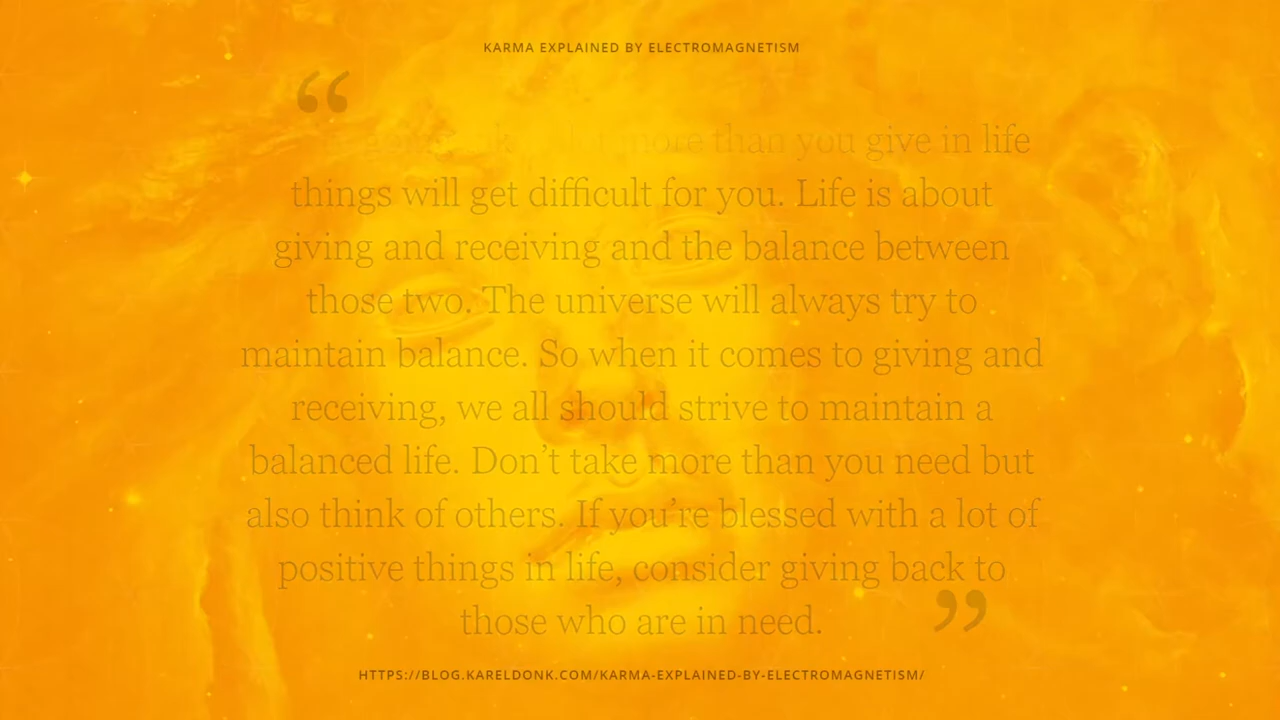 KARMA EXPLAINED BY ELECTROMAGNETISM
“
more than you give in life
things will get difficult for you. Life is about
giving and receiving and the balance between
those two. The universe will always try to
maintain balance. So when it comes to giving and
receiving, we all should strive to maintain a
balanced life. Don’t take more than you need but
also think of others. If you’re blessed with a lot of
positive things in life, consider giving back to
those who are in need.
”
HTTPS://BLOG.KARELDONK.COM/KARMA-EXPLAINED-BY-ELECTROMAGNETISM/